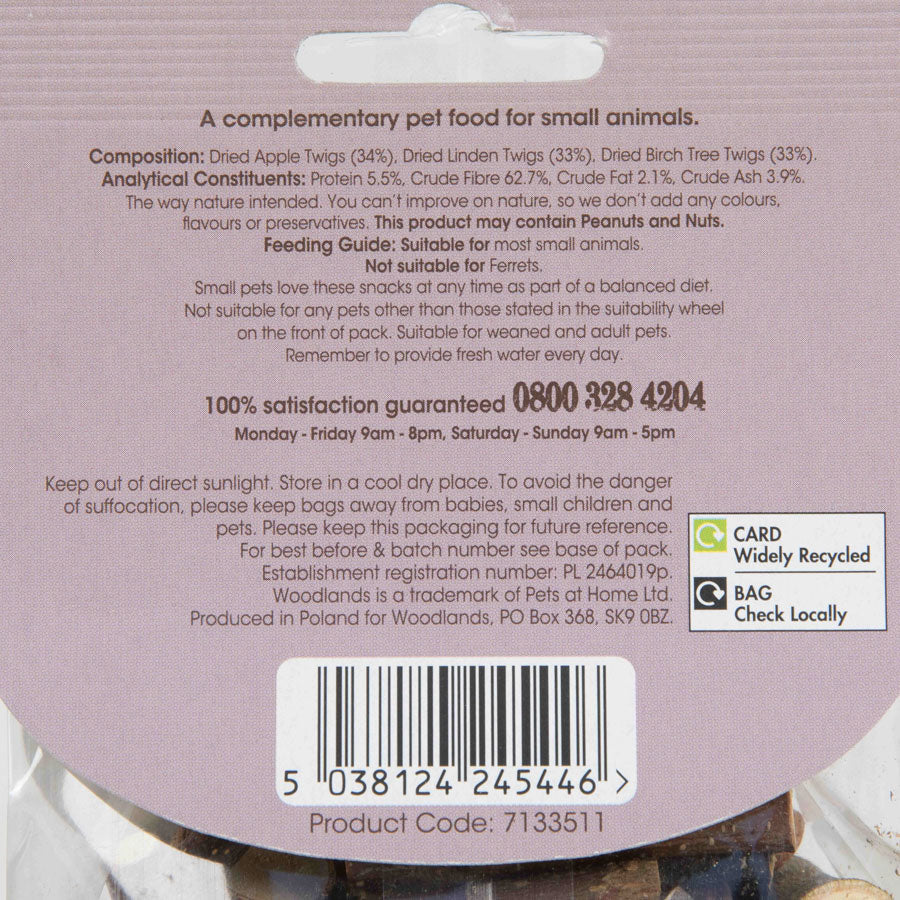 A complementary pet food for small animals.
Composition: Dried Apple Twigs (34%), Dried Linden Twigs (33%), Dried Birch Tree Twigs (33%).
Analytical Constituents: Protein 5.5%, Crude Fibre 62.7%, Crude Fat 2.1%, Crude Ash 3.9%.
The way nature intended. You can't improve on nature, so we don't add any colours,
flavours or preservatives. This product may contain Peanuts and Nuts.
Feeding Guide: Suitable for most small animals.
Not suitable for Ferrets.
Small pets love these snacks at any time as part of a balanced diet.
Not suitable for any pets other than those stated in the suitability wheel
on the front of pack. Suitable for weaned and adult pets.
Remember to provide fresh water every day.
100% satisfaction guaranteed 0800 328 4204
Monday - Friday 9am - 8pm, Saturday - Sunday 9am - 5pm
Keep out of direct sunlight. Store in a cool dry place. To avoid the danger
of suffocation, please keep bags away from babies, small children and
pets. Please keep this packaging for future reference.
For best before & batch number see base of pack.
Establishment registration number: PL 2464019p.
Woodlands is a trademark of Pets at Home Ltd.
Produced in Poland for Woodlands, PO Box 368, SK9 0BZ.
CARD
Widely Recycled
BAG
Check Locally
5 038124 245446 >
Product Code: 7133511